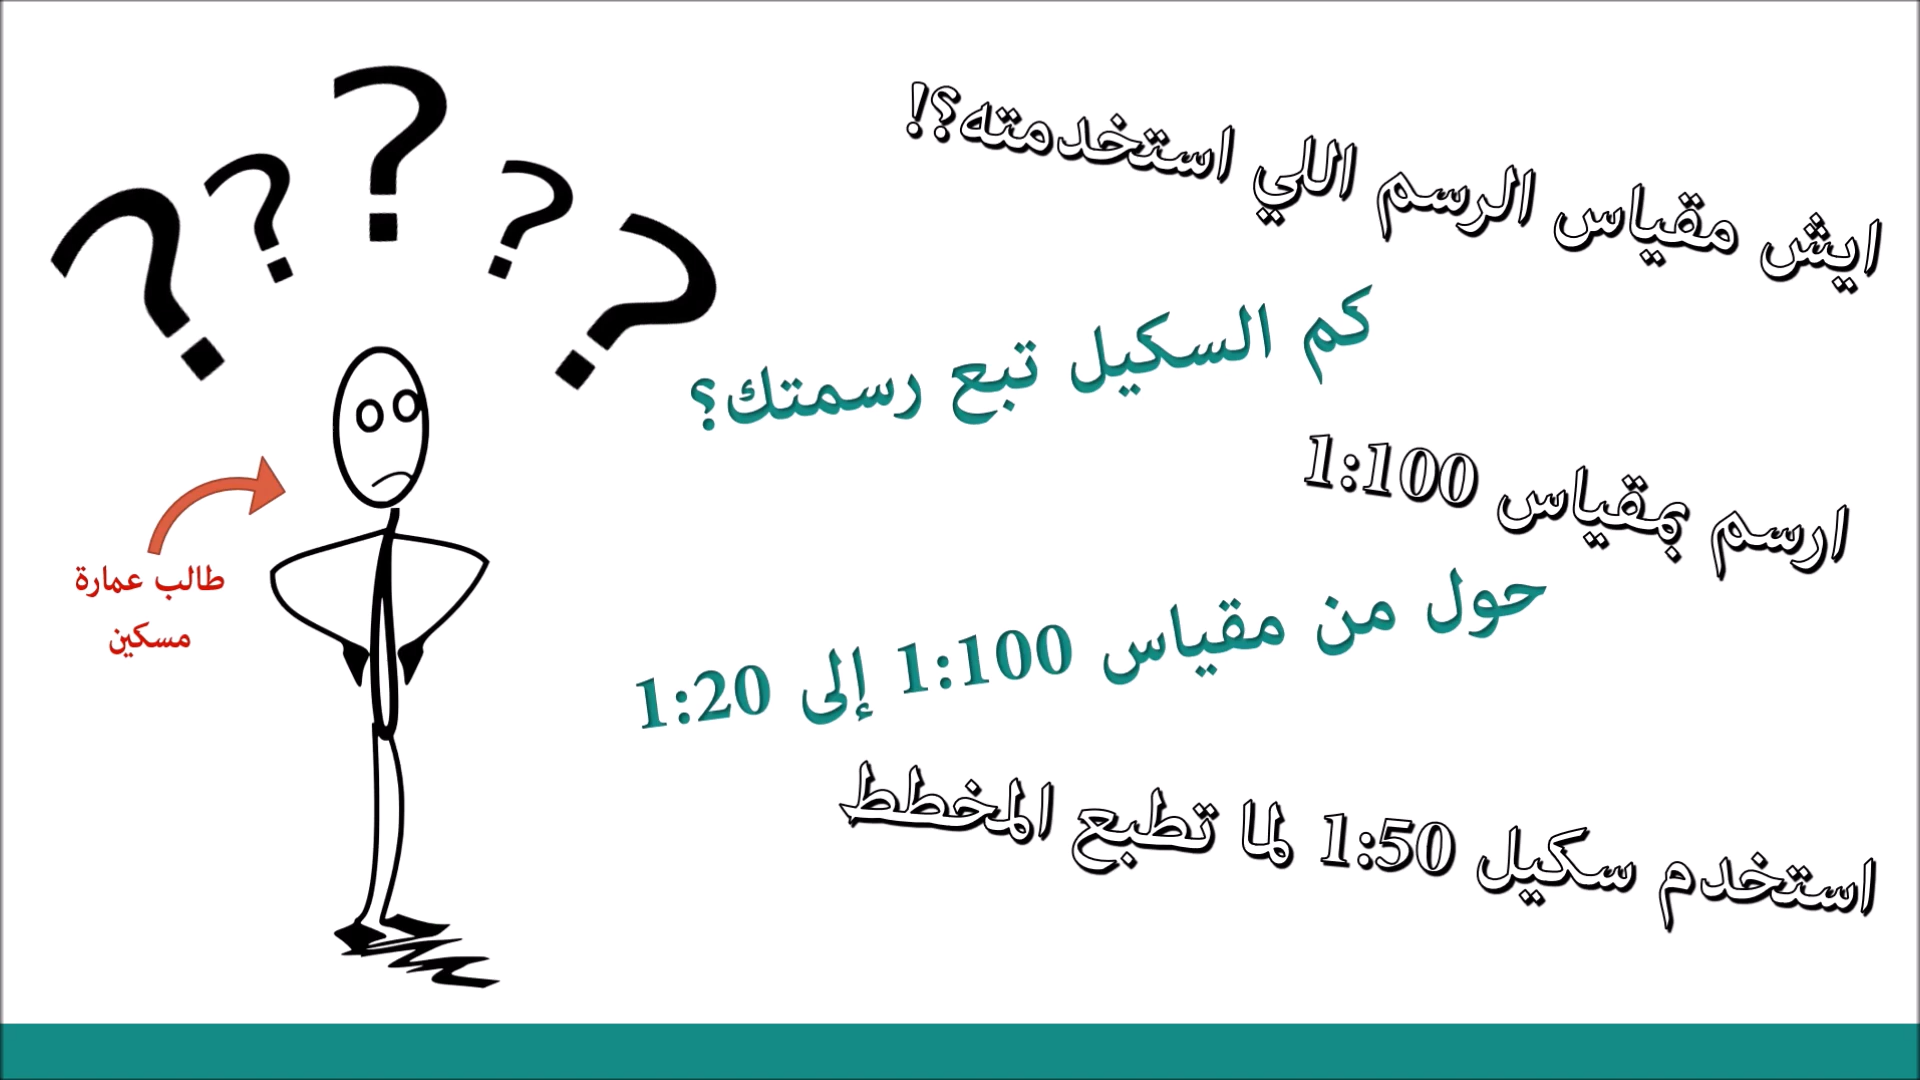 ايش مقياس الرسم اللي استخدمته؟!
كم السكيل تبع رسمتك؟
ارسم بمقياس 1:100
حول من مقياس 1:100 إلى 1:20
استخدم سكيل 1:50 لما تطبع المخطط
طالب عمارة
مسكين
? ? ? ? ?